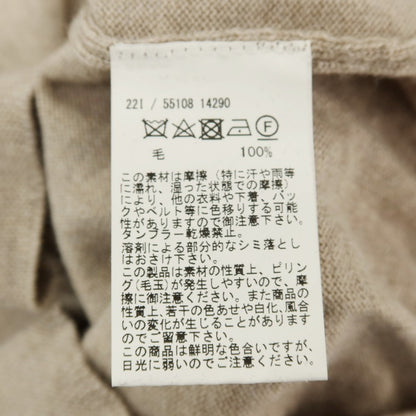 221 / 55108 14290
F
毛 100%
この素材は摩擦(特に汗や雨等
に濡れ、湿った状態での摩擦)
により、他の衣料や下着、バッ
クやベルト等に色移りする可能
性がありますので御注意下さい。
タンブラー乾燥禁止。
溶剤による部分的なシミ落とし
はおさけ下さい。
この製品は素材の性質上、ピリン
グ(毛玉)が発生しやすいので、摩
擦に御注意ください。また商品の
性質上、若干の色あせや白化、風合
いの変化が生じることがあります
のでご留意下さい。
この商品は鮮明な色合いですが、
日光に弱いのでご注意ください。